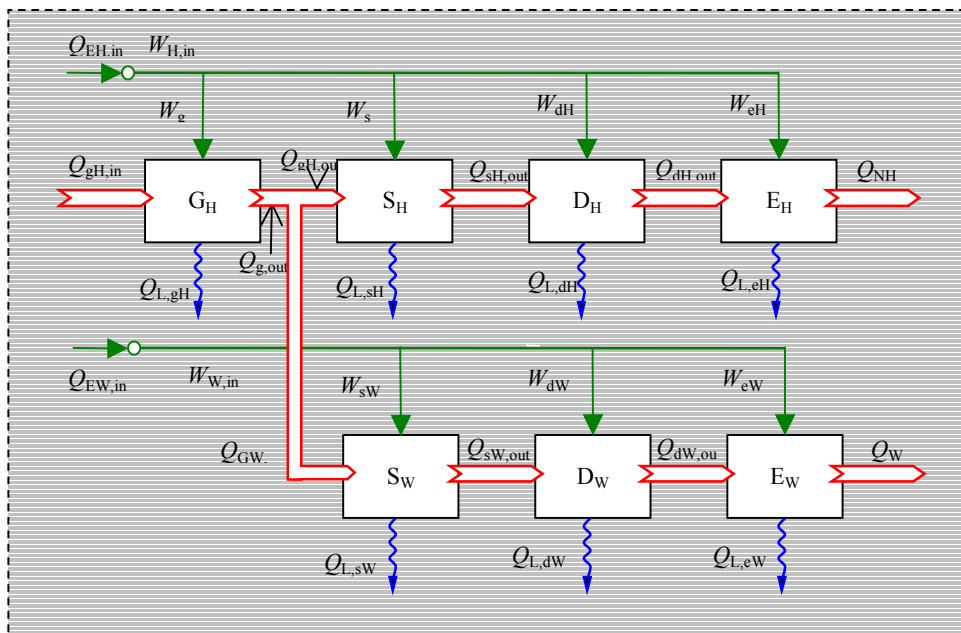 Q_EH,in W_H,in
W_g W_s W_dH W_eH
Q_gH,in Q_gH,ou Q_sH,out Q_dH,out Q_NH
G_H S_H D_H E_H
Q_g,out
Q_L,gH Q_L,sH Q_L,dH Q_L,eH
Q_EW,in W_W,in W_sW W_dW W_eW
Q_GW. Q_sW,out Q_dW,ou Q_W
S_W D_W E_W
Q_L,sW Q_L,dW Q_L,eW